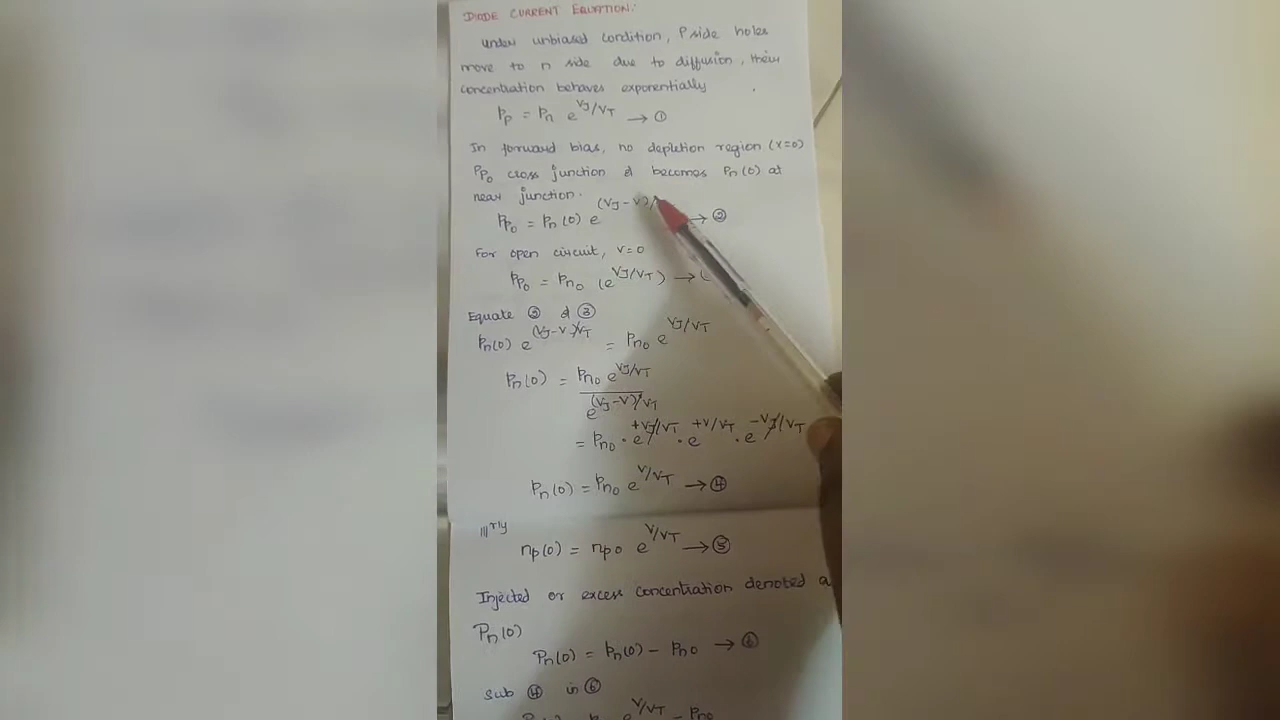 DIODE CURRENT EQUATION:
under unbiased condition, P side holes
move to n side due to diffusion, their
concentration behaves exponentially
Pp = Pn e^VJ/VT → ①
In forward bias, no depletion region (x=0)
Pp0 cross junction & becomes Pn(0) at
near junction.
Pp0 = Pn(0) e^(VJ-V)/ → ②
For open circuit, V=0
Pp0 = Pn0 (e^VJ/VT) →
Equate ② & ③
Pn(0) e^(VJ-V)/VT = Pn0 e^VJ/VT
Pn(0) = Pn0 e^VJ/VT
e^(VJ-V)/VT
= Pn0 . e^+VJ/VT . e^+V/VT . e^-VJ/VT
Pn(0) = Pn0 e^V/VT → ④
|||rly
np(0) = np0 e^V/VT → ⑤
Injected or excess concentration denoted a
Pn(0)
Pn(0) = Pn(0) - Pn0 → ⑥
Sub ④ in ⑥
e^V/VT - Pn0